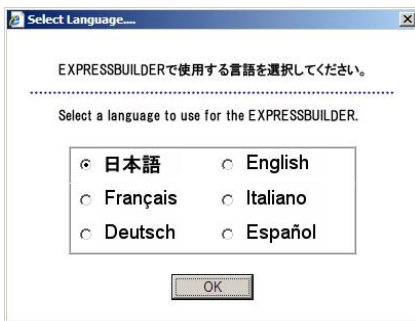 Select Language....
EXPRESSBUILDERで使用する言語を選択してください。
Select a language to use for the EXPRESSBUILDER.
日本語 English
Français Italiano
Deutsch Español
OK